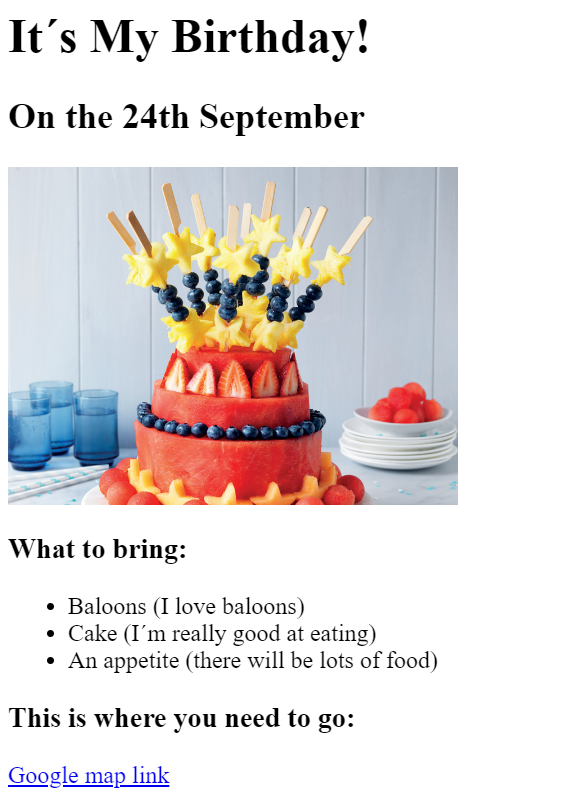 It´s My Birthday!
On the 24th September
What to bring:
Baloons (I love baloons)
Cake (I´m really good at eating)
An appetite (there will be lots of food)
This is where you need to go:
Google map link